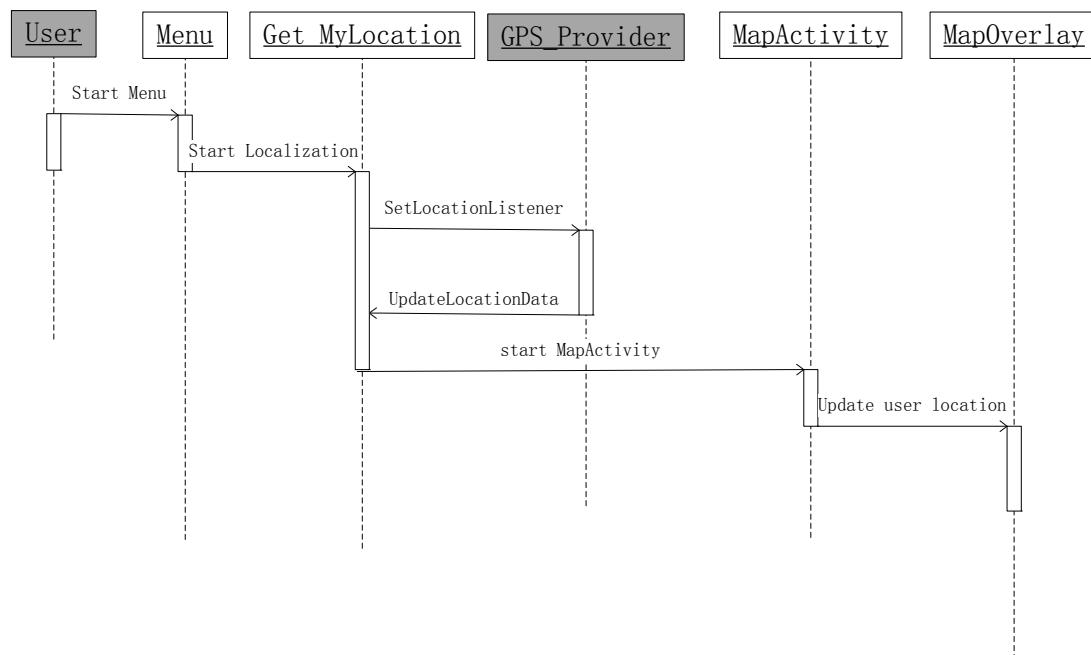 User
Menu
Get MyLocation
GPS_Provider
MapActivity
MapOverlay
Start Menu
Start Localization
SetLocationListener
UpdateLocationData
start MapActivity
Update user location